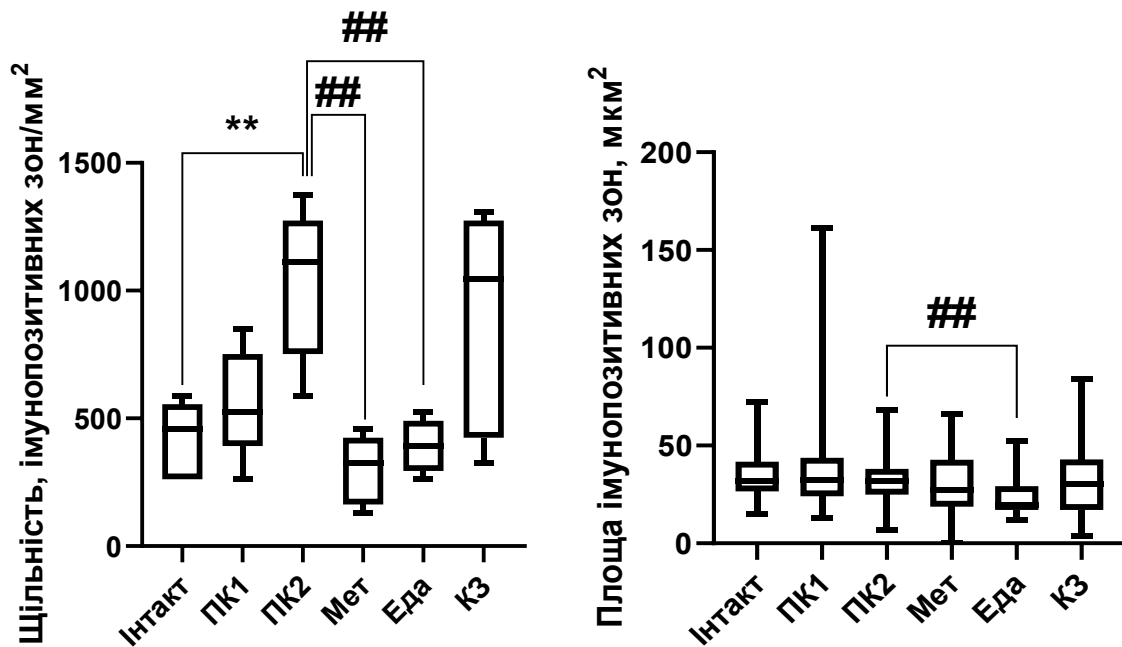 Щільність, імунопозитивних зон/мм²
##
##
**
1500
1000
500
0
Інтакт
ПК1
ПК2
Мет
Еда
КЗ
Площа імунопозитивних зон, мкм²
200
150
100
50
0
##
Інтакт
ПК1
ПК2
Мет
Еда
КЗ